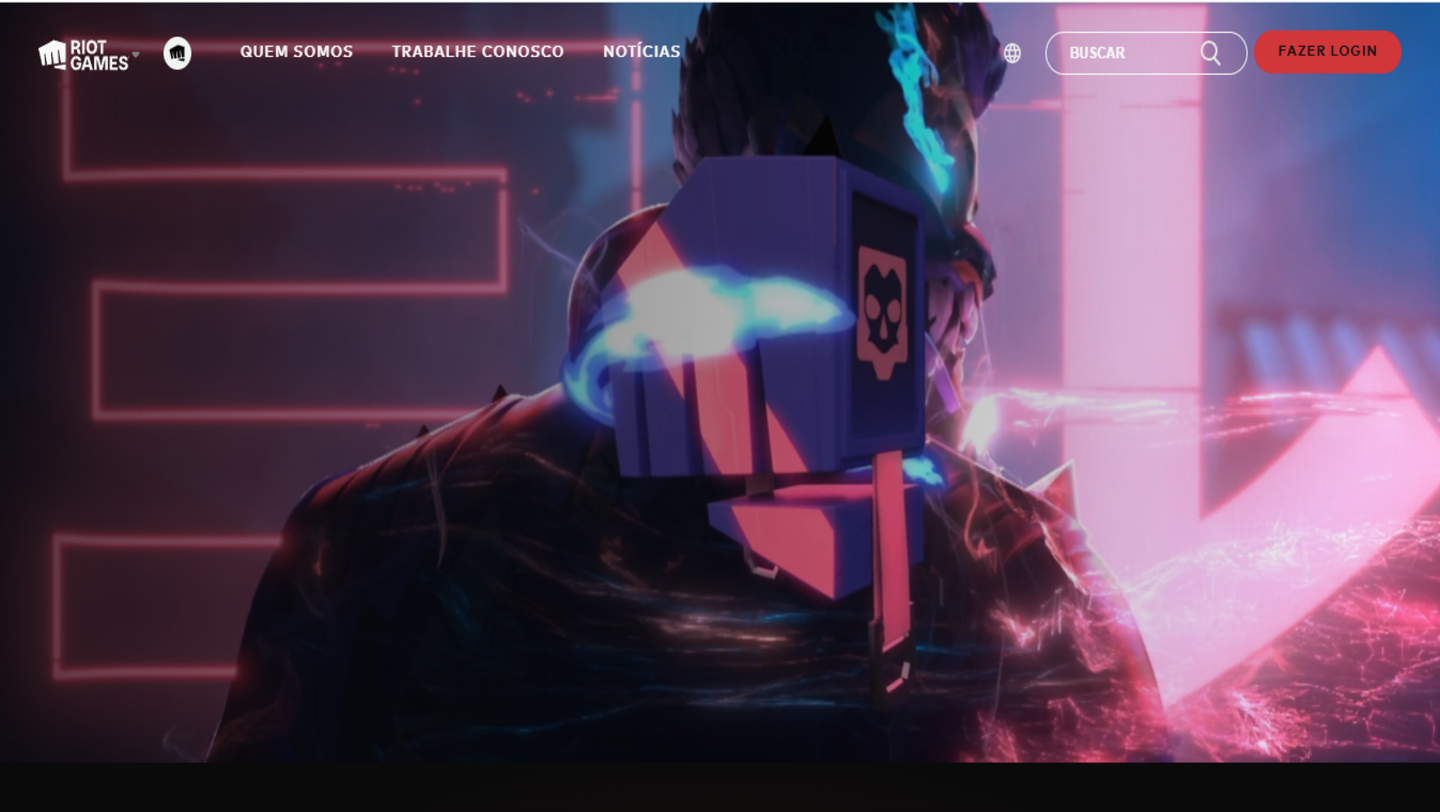 RIOT
GAMES
QUEM SOMOS
TRABALHE CONOSCO
NOTÍCIAS
BUSCAR
FAZER LOGIN